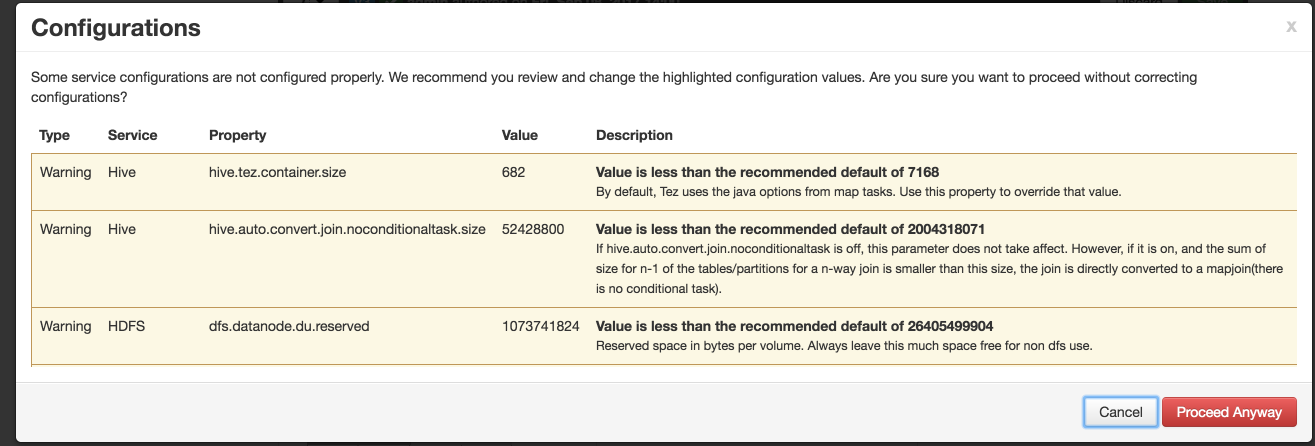 Configurations
x
Some service configurations are not configured properly. We recommend you review and change the highlighted configuration values. Are you sure you want to proceed without correcting
configurations?
Type Service Property Value Description
Warning Hive hive.tez.container.size 682 Value is less than the recommended default of 7168
By default, Tez uses the java options from map tasks. Use this property to override that value.
Warning Hive hive.auto.convert.join.noconditionaltask.size 52428800 Value is less than the recommended default of 2004318071
If hive.auto.convert.join.noconditionaltask is off, this parameter does not take affect. However, if it is on, and the sum of
size for n-1 of the tables/partitions for a n-way join is smaller than this size, the join is directly converted to a mapjoin(there
is no conditional task).
Warning HDFS dfs.datanode.du.reserved 1073741824 Value is less than the recommended default of 26405499904
Reserved space in bytes per volume. Always leave this much space free for non dfs use.
Cancel Proceed Anyway